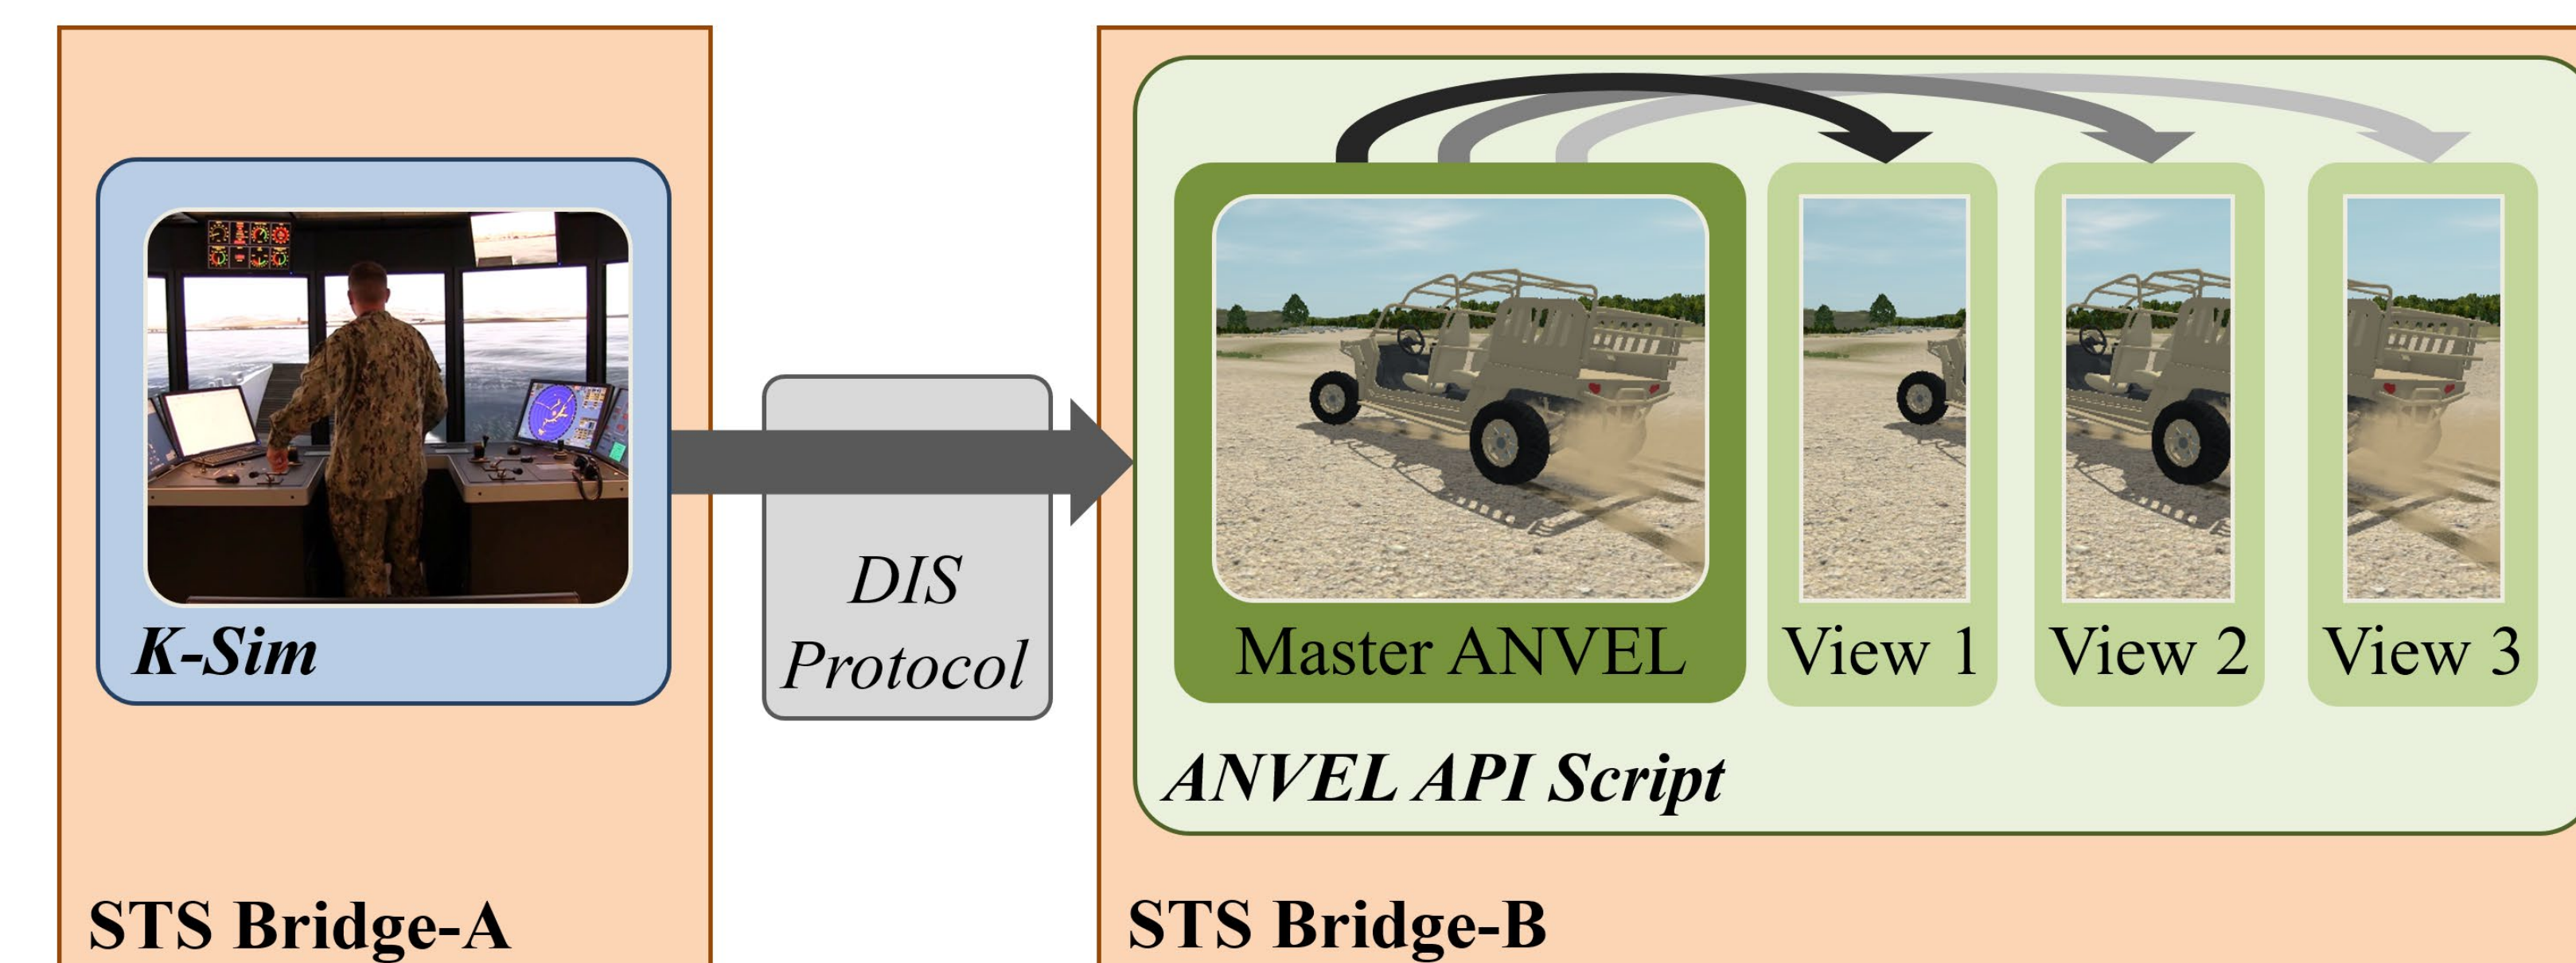 K-Sim
STS Bridge-A
DIS
Protocol
Master ANVEL
View 1
View 2
View 3
ANVEL API Script
STS Bridge-B